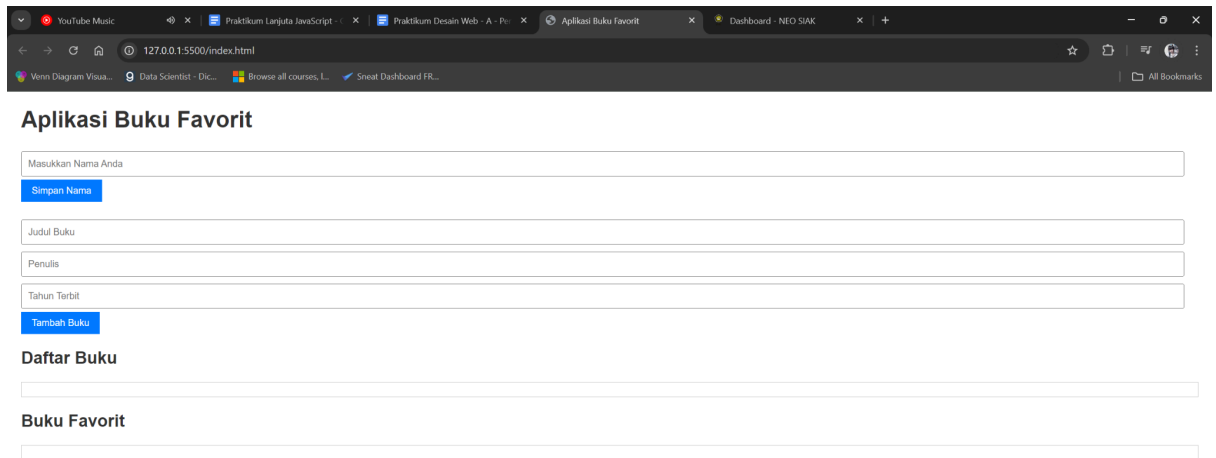 YouTube Music
Praktikum Lanjuta JavaScript -
Praktikum Desain Web - A - Per
Aplikasi Buku Favorit
Dashboard - NEO SIAK
127.0.0.1:5500/index.html
Venn Diagram Visua...
Data Scientist - Dic...
Browse all courses, l...
Sneat Dashboard FR...
All Bookmarks
Aplikasi Buku Favorit
Masukkan Nama Anda
Simpan Nama
Judul Buku
Penulis
Tahun Terbit
Tambah Buku
Daftar Buku
Buku Favorit